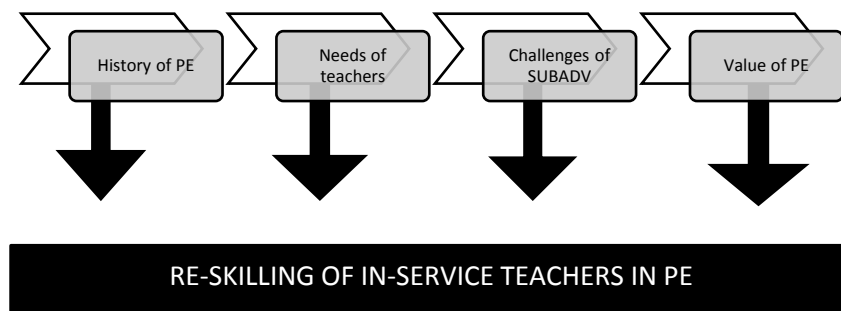 History of PE
Needs of
teachers
Challenges of
SUBADV
Value of PE
RE-SKILLING OF IN-SERVICE TEACHERS IN PE